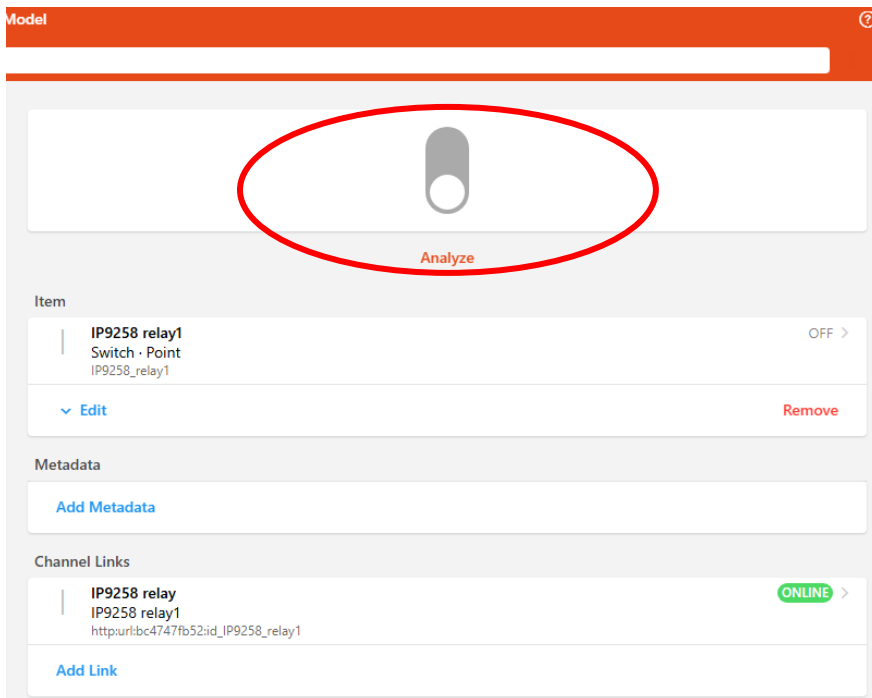 Model
Analyze
Item
IP9258 relay1
OFF
Switch · Point
IP9258_relay1
Edit
Remove
Metadata
Add Metadata
Channel Links
IP9258 relay
ONLINE
IP9258 relay1
http:url:bc4747fb52:id_IP9258_relay1
Add Link